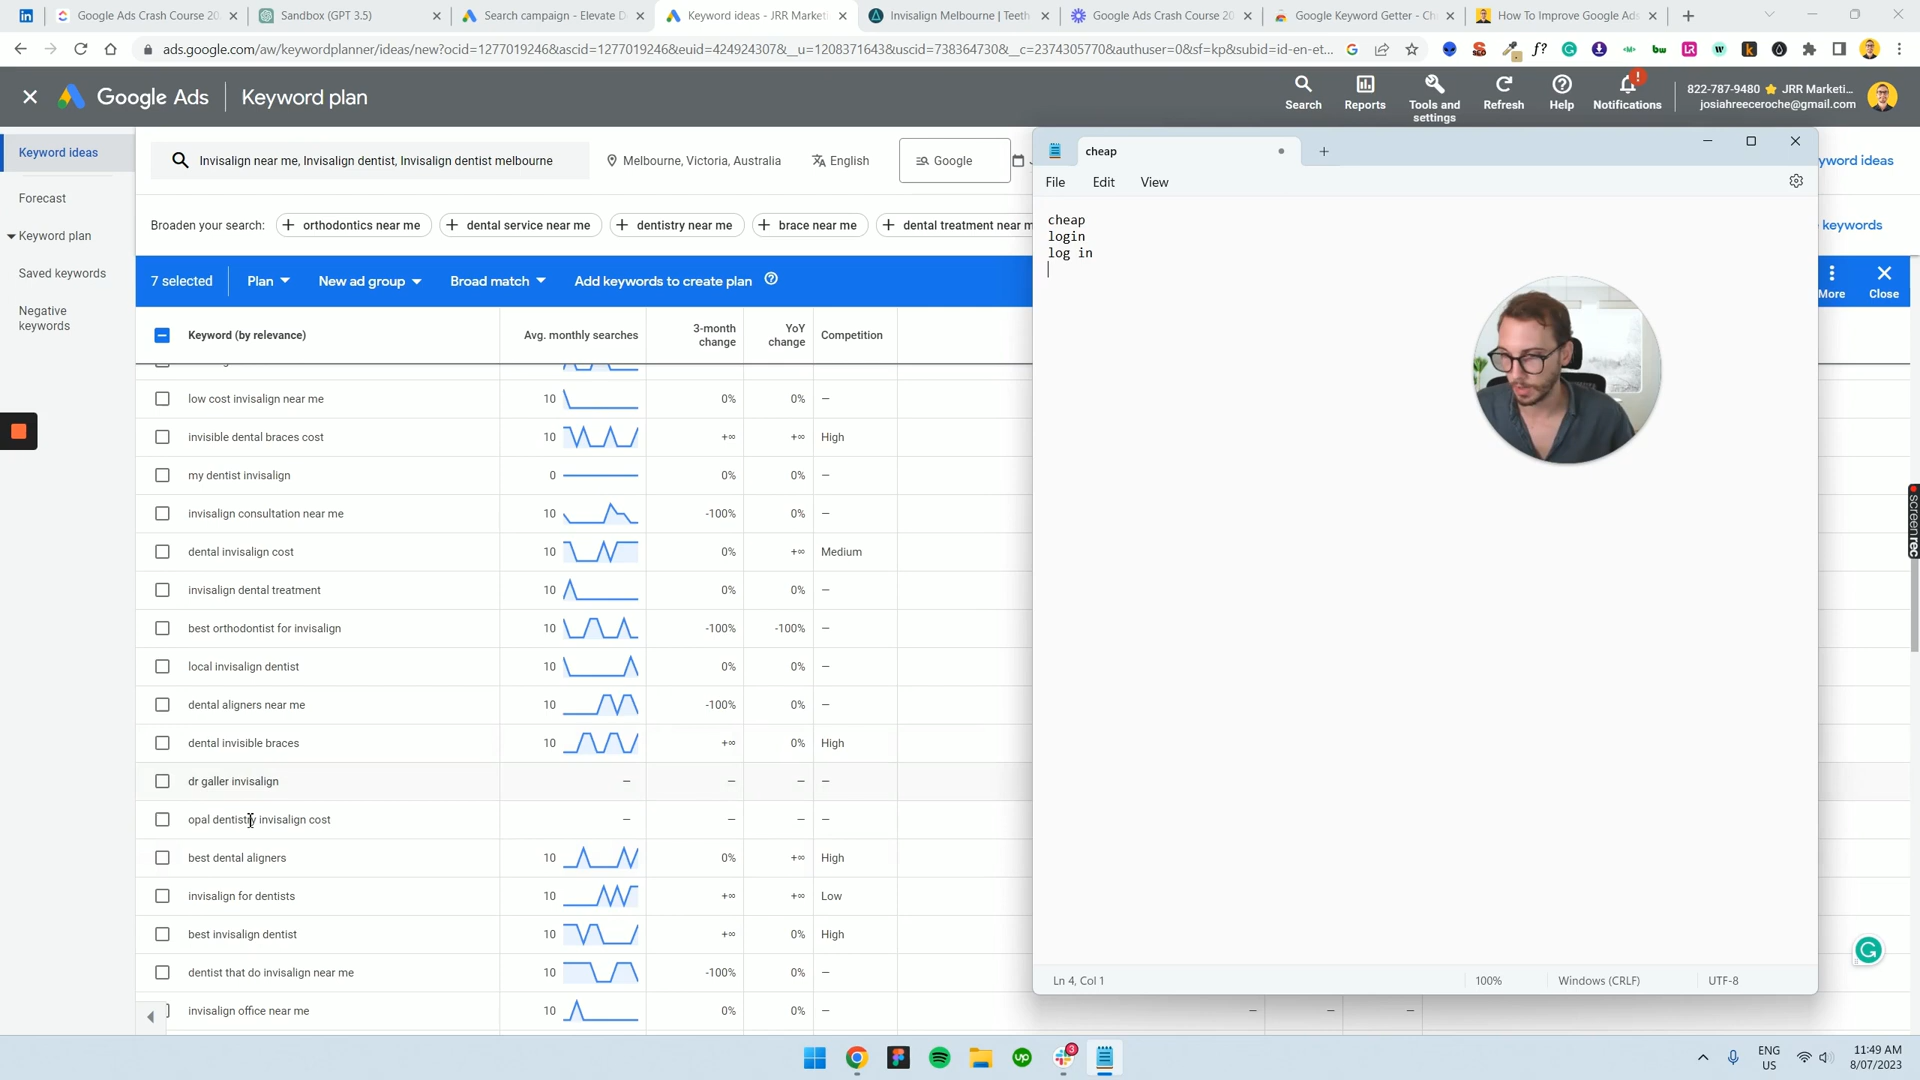 Google Ads Crash Course 20
Sandbox (GPT 3.5)
Search campaign - Elevate D
Keyword ideas - JRR Market
Invisalign Melbourne | Teeth
Google Ads Crash Course 20
Google Keyword Getter - Ch
How To Improve Google Ads
ads.google.com/aw/keywordplanner/ideas/new?ocid=1277019246&ascid=1277019246&euid=424924307&__u=1208371643&uscid=738364730&__c=2374305770&authuser=0&sf=kp&subid=id-en-et...
Google Ads
Keyword plan
Search
Reports
Tools and settings
Refresh
Help
Notifications
822-787-9480 JRR Marketi...
josiahreeceroche@gmail.com
Keyword ideas
Forecast
Keyword plan
Saved keywords
Negative keywords
Invisalign near me, Invisalign dentist, Invisalign dentist melbourne
Melbourne, Victoria, Australia
English
Google
yword ideas
Broaden your search:
orthodontics near me
dental service near me
dentistry near me
brace near me
dental treatment near m
keywords
7 selected
Plan
New ad group
Broad match
Add keywords to create plan
More
Close
Keyword (by relevance)
Avg. monthly searches
3-month change
YoY change
Competition
low cost invisalign near me 10 0% 0% –
invisible dental braces cost 10 +∞ +∞ High
my dentist invisalign 0 0% 0% –
invisalign consultation near me 10 -100% 0% –
dental invisalign cost 10 0% +∞ Medium
invisalign dental treatment 10 0% 0% –
best orthodontist for invisalign 10 -100% -100% –
local invisalign dentist 10 0% 0% –
dental aligners near me 10 -100% 0% –
dental invisible braces 10 +∞ 0% High
dr galler invisalign – – – –
opal dentistry invisalign cost – – – –
best dental aligners 10 0% +∞ High
invisalign for dentists 10 +∞ +∞ Low
best invisalign dentist 10 +∞ 0% High
dentist that do invisalign near me 10 -100% 0% –
invisalign office near me 10 0% 0% – – – –
cheap
File
Edit
View
cheap
login
log in
Ln 4, Col 1
100%
Windows (CRLF)
UTF-8
screenrec
3
ENG
US
11:49 AM
8/07/2023